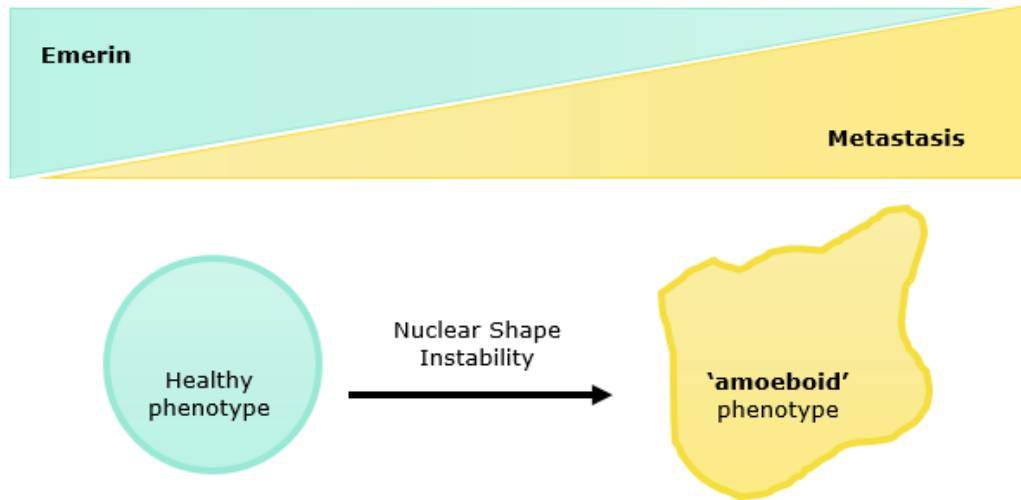 Emerin
Metastasis
Nuclear Shape
Instability
Healthy
phenotype
‘amoeboid’
phenotype